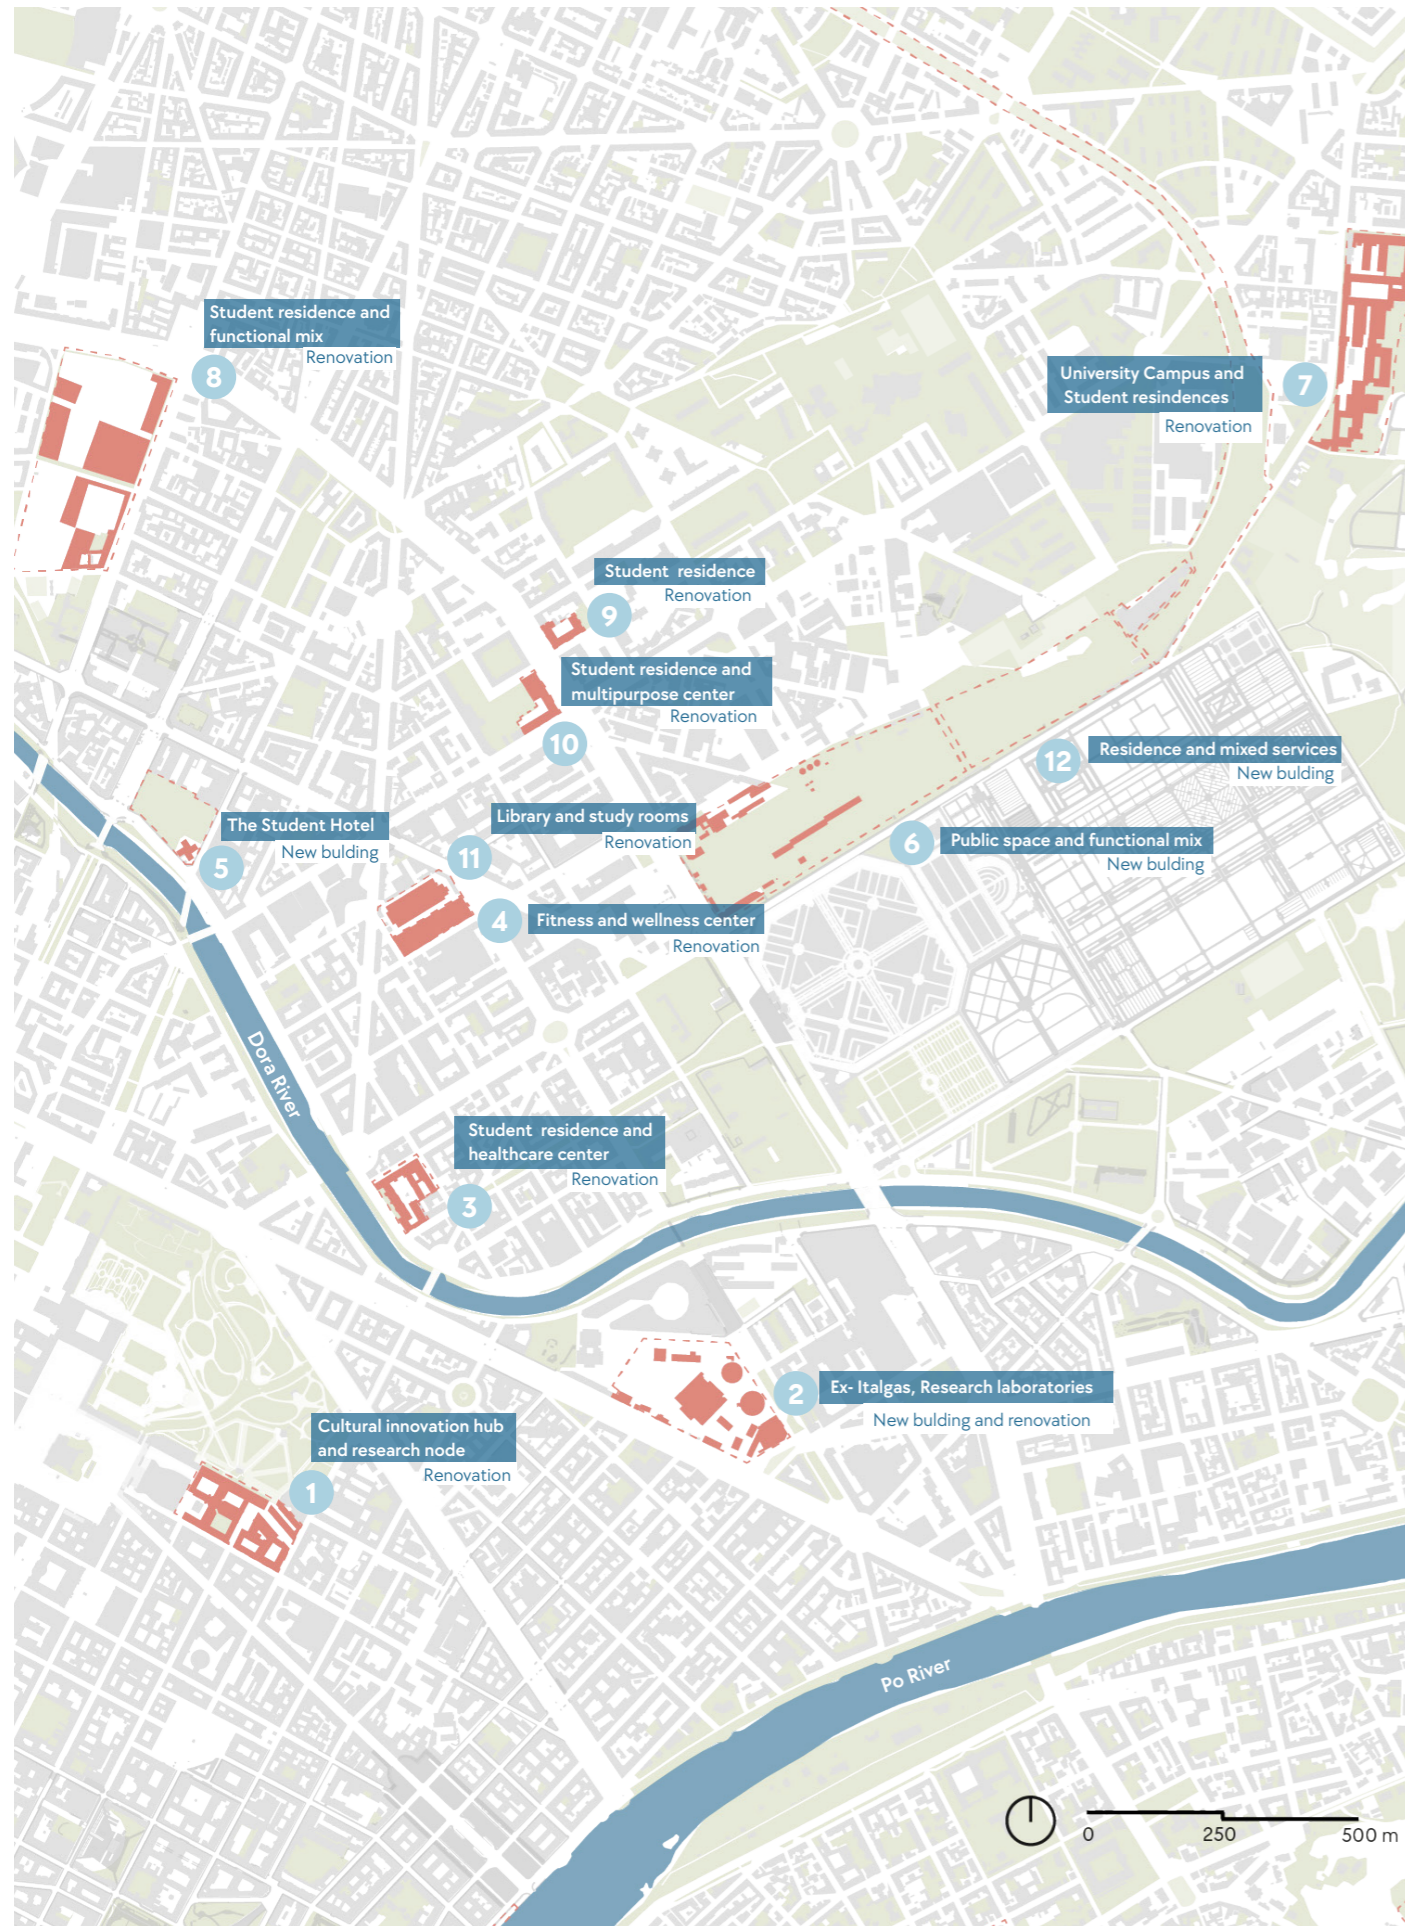 Student residence and
functional mix
Renovation
8
University Campus and
Student resindences
Renovation
7
Student  residence
Renovation
9
Student residence and
multipurpose center
Renovation
10
12
Residence and mixed services
New bulding
The Student Hotel
New bulding
5
Library and study rooms
Renovation
11
6
Public space and functional mix
New bulding
4
Fitness and wellness center
Renovation
Dora River
Student  residence and
healthcare center
Renovation
3
2
Ex- Italgas, Research laboratories
New bulding and renovation
Cultural innovation hub
and research node
Renovation
1
Po River
0
250
500 m